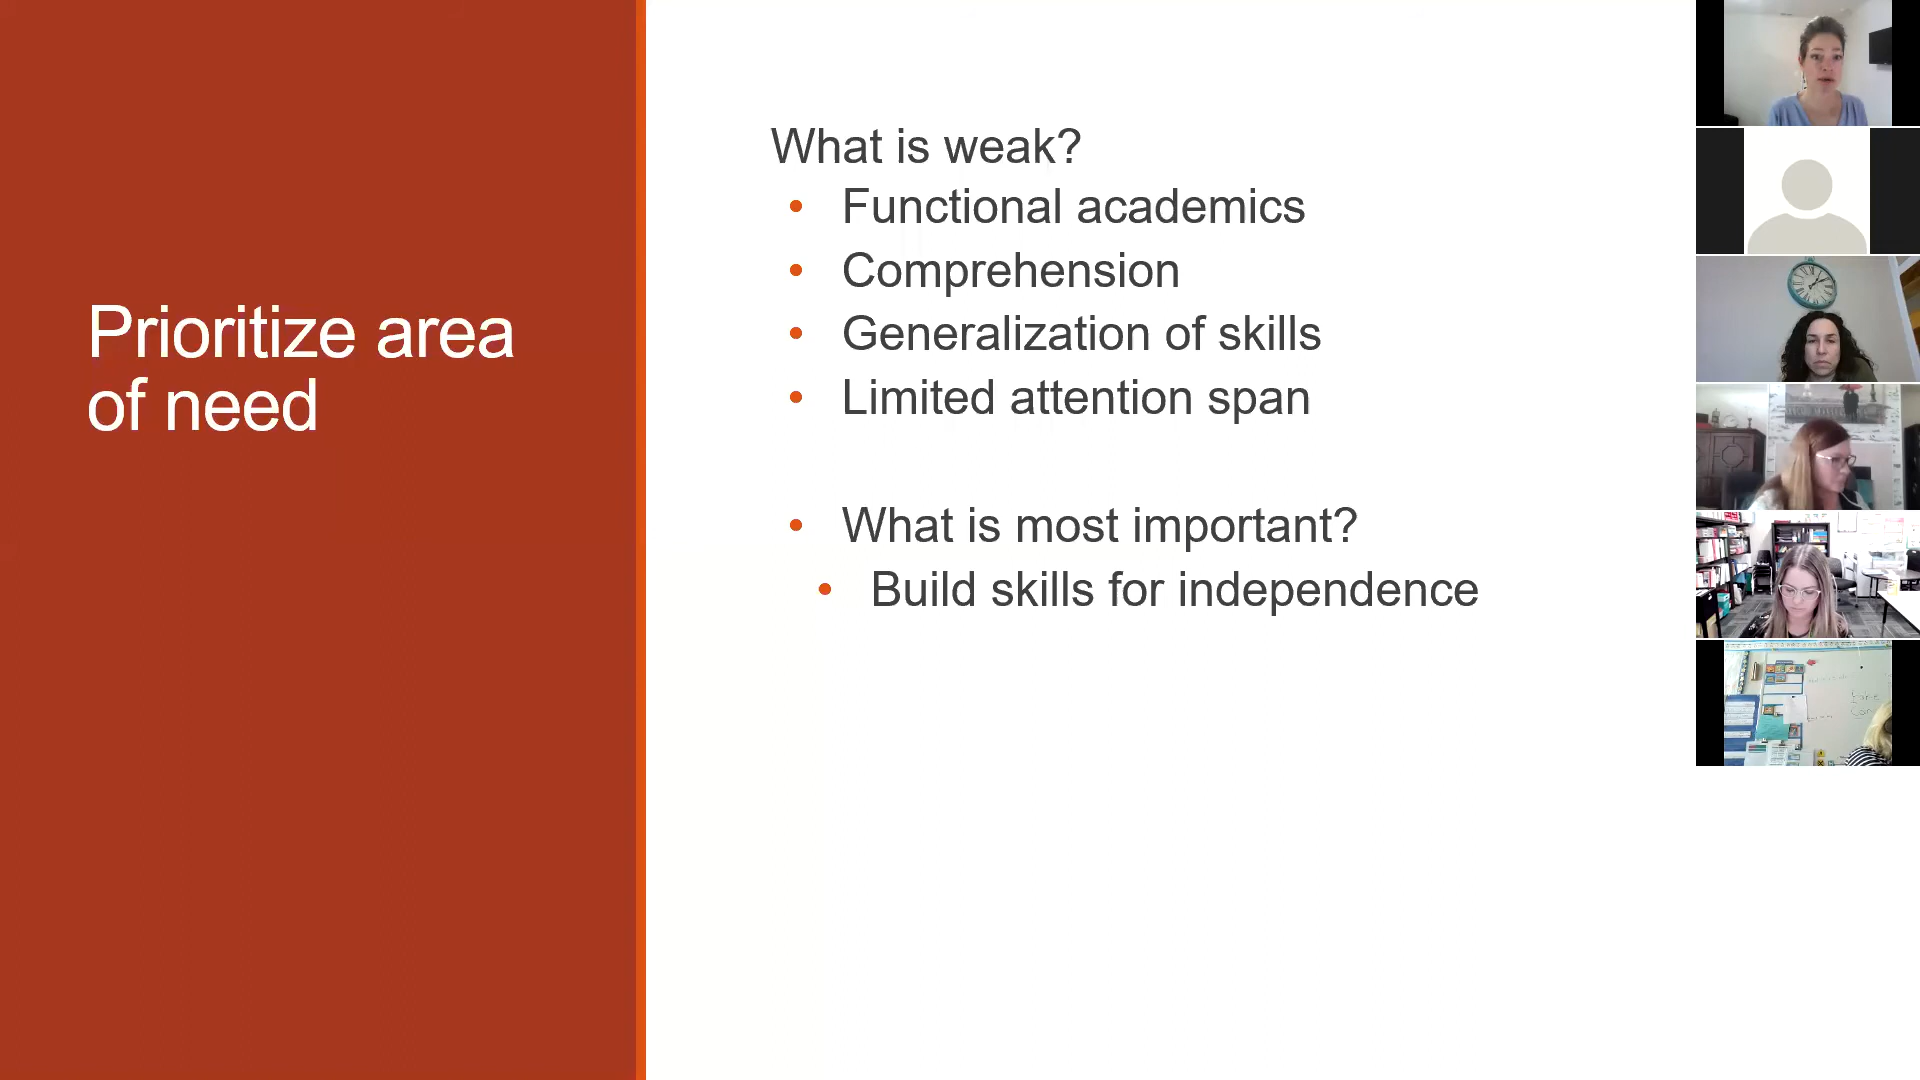 Prioritize area
of need
What is weak?
• Functional academics
• Comprehension
• Generalization of skills
• Limited attention span
• What is most important?
• Build skills for independence